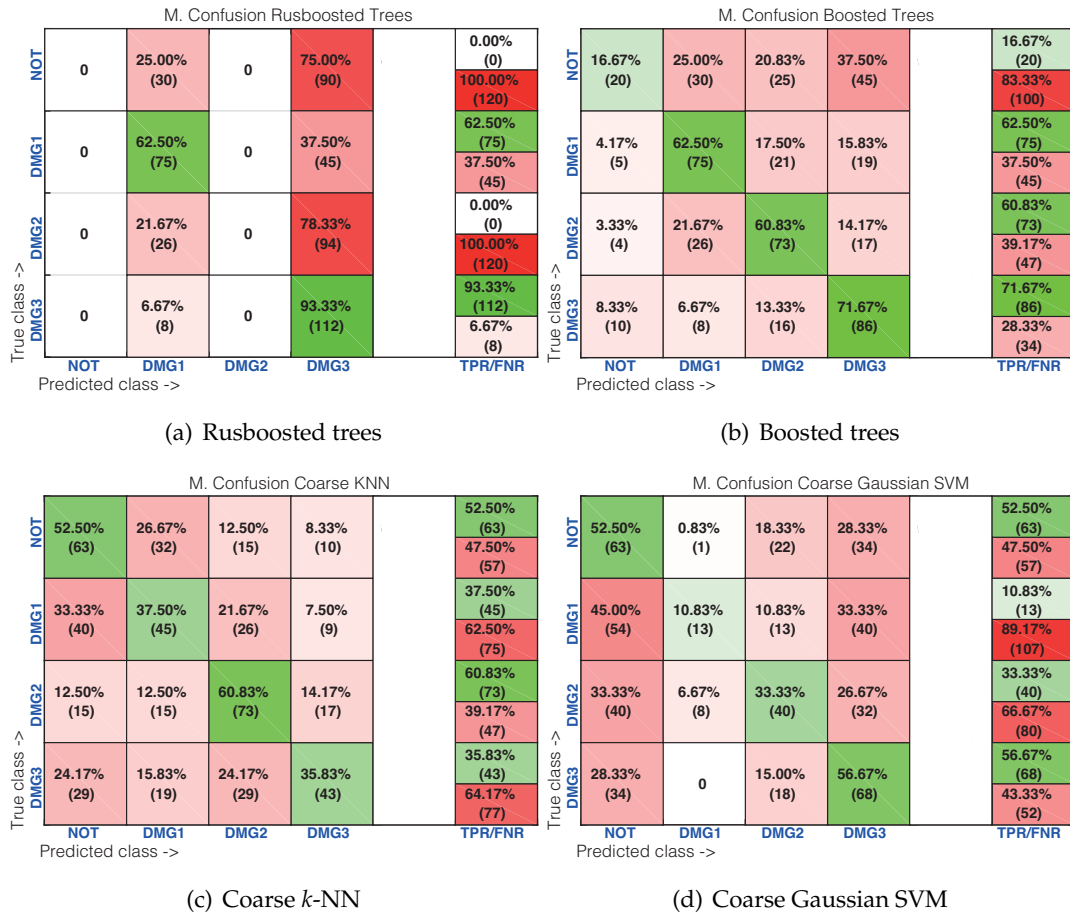 M. Confusion Rusboosted Trees
NOT 0 25.00% (30) 0 75.00% (90) 0.00% (0) 100.00% (120)
DMG1 0 62.50% (75) 0 37.50% (45) 62.50% (75) 37.50% (45)
DMG2 0 21.67% (26) 0 78.33% (94) 0.00% (0) 100.00% (120)
DMG3 0 6.67% (8) 0 93.33% (112) 93.33% (112) 6.67% (8)
True class ->
NOT DMG1 DMG2 DMG3 TPR/FNR
Predicted class ->
(a) Rusboosted trees
M. Confusion Boosted Trees
NOT 16.67% (20) 25.00% (30) 20.83% (25) 37.50% (45) 16.67% (20) 83.33% (100)
DMG1 4.17% (5) 62.50% (75) 17.50% (21) 15.83% (19) 62.50% (75) 37.50% (45)
DMG2 3.33% (4) 21.67% (26) 60.83% (73) 14.17% (17) 60.83% (73) 39.17% (47)
DMG3 8.33% (10) 6.67% (8) 13.33% (16) 71.67% (86) 71.67% (86) 28.33% (34)
True class ->
NOT DMG1 DMG2 DMG3 TPR/FNR
Predicted class ->
(b) Boosted trees
M. Confusion Coarse KNN
NOT 52.50% (63) 26.67% (32) 12.50% (15) 8.33% (10) 52.50% (63) 47.50% (57)
DMG1 33.33% (40) 37.50% (45) 21.67% (26) 7.50% (9) 37.50% (45) 62.50% (75)
DMG2 12.50% (15) 12.50% (15) 60.83% (73) 14.17% (17) 60.83% (73) 39.17% (47)
DMG3 24.17% (29) 15.83% (19) 24.17% (29) 35.83% (43) 35.83% (43) 64.17% (77)
True class ->
NOT DMG1 DMG2 DMG3 TPR/FNR
Predicted class ->
(c) Coarse k-NN
M. Confusion Coarse Gaussian SVM
NOT 52.50% (63) 0.83% (1) 18.33% (22) 28.33% (34) 52.50% (63) 47.50% (57)
DMG1 45.00% (54) 10.83% (13) 10.83% (13) 33.33% (40) 10.83% (13) 89.17% (107)
DMG2 33.33% (40) 6.67% (8) 33.33% (40) 26.67% (32) 33.33% (40) 66.67% (80)
DMG3 28.33% (34) 0 15.00% (18) 56.67% (68) 56.67% (68) 43.33% (52)
True class ->
NOT DMG1 DMG2 DMG3 TPR/FNR
Predicted class ->
(d) Coarse Gaussian SVM